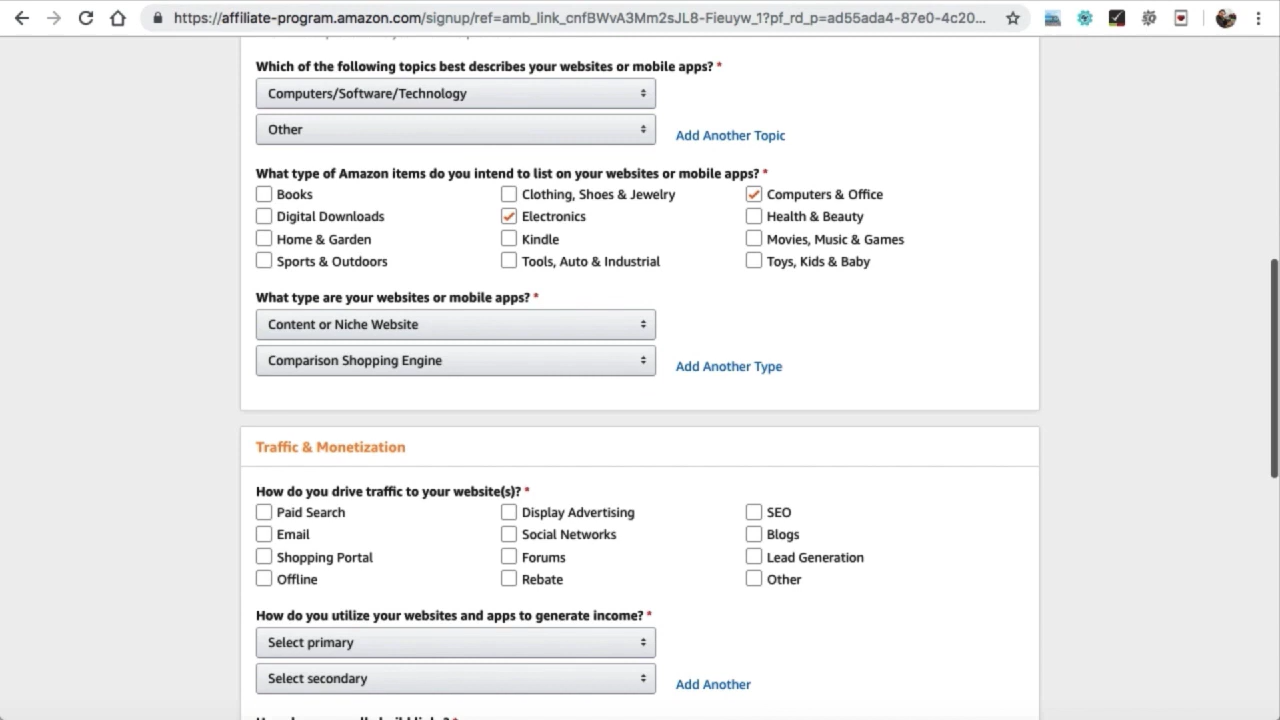 https://affiliate-program.amazon.com/signup/ref=amb_link_cnfBWvA3Mm2sJL8-Fieuyw_1?pf_rd_p=ad55ada4-87e0-4c20...
Which of the following topics best describes your websites or mobile apps? *
Computers/Software/Technology
Other
Add Another Topic
What type of Amazon items do you intend to list on your websites or mobile apps? *
Books Clothing, Shoes & Jewelry Computers & Office
Digital Downloads Electronics Health & Beauty
Home & Garden Kindle Movies, Music & Games
Sports & Outdoors Tools, Auto & Industrial Toys, Kids & Baby
What type are your websites or mobile apps? *
Content or Niche Website
Comparison Shopping Engine
Add Another Type
Traffic & Monetization
How do you drive traffic to your website(s)? *
Paid Search Display Advertising SEO
Email Social Networks Blogs
Shopping Portal Forums Lead Generation
Offline Rebate Other
How do you utilize your websites and apps to generate income? *
Select primary
Select secondary
Add Another